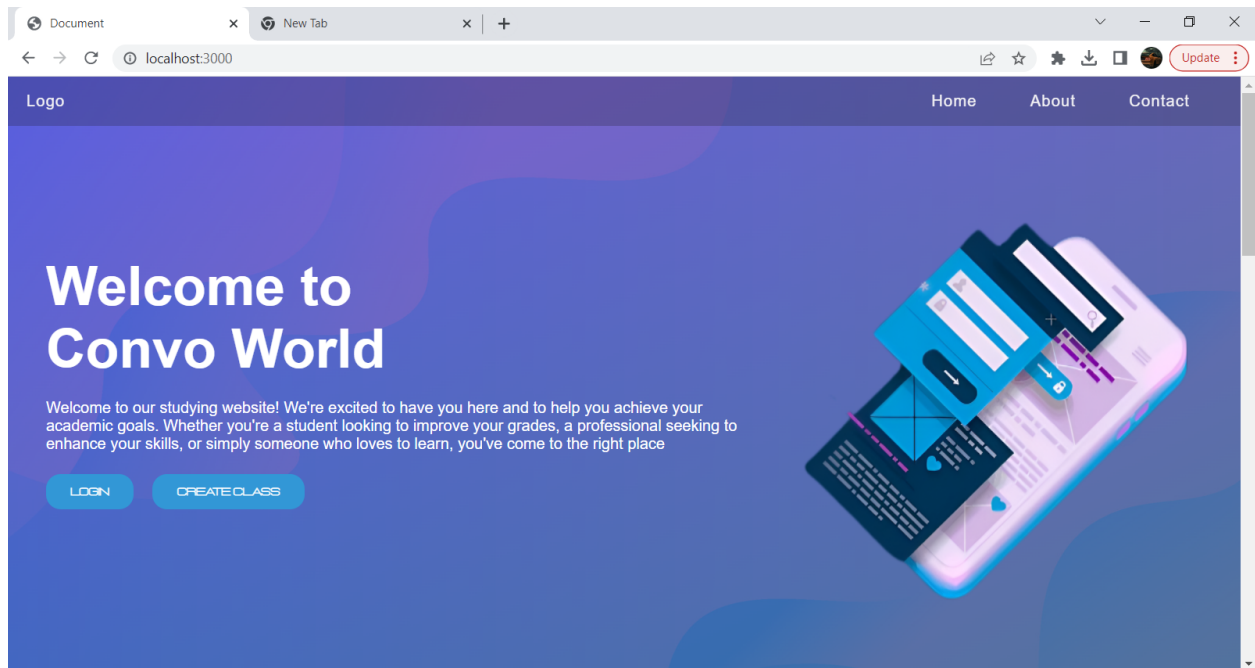 Document
New Tab
localhost:3000
Update
Logo
Home
About
Contact
Welcome to
Convo World
Welcome to our studying website! We're excited to have you here and to help you achieve your
academic goals. Whether you're a student looking to improve your grades, a professional seeking to
enhance your skills, or simply someone who loves to learn, you've come to the right place
LOGIN
CREATE CLASS